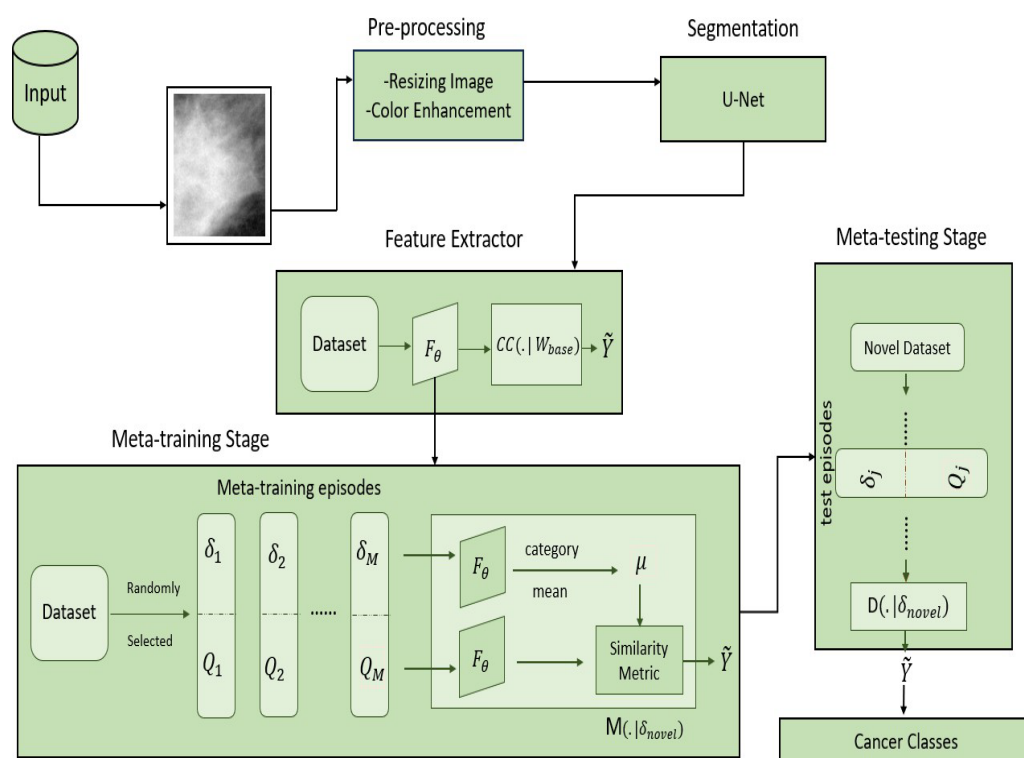 Input
Pre-processing
-Resizing Image
-Color Enhancement
Segmentation
U-Net
Feature Extractor
Dataset
F_θ
CC(.|W_base)
Ỹ
Meta-training Stage
Meta-training episodes
Dataset
Randomly
Selected
δ_1
Q_1
δ_2
Q_2
......
δ_M
Q_M
F_θ
category
mean
μ
F_θ
Similarity
Metric
Ỹ
M(.|δ_novel)
Meta-testing Stage
Novel Dataset
......
test episodes
δ_j
Q_j
......
D(.|δ_novel)
Ỹ
Cancer Classes